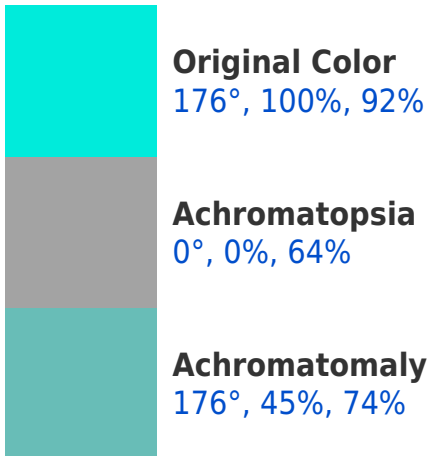 Original Color
176°, 100%, 92%
Achromatopsia
0°, 0%, 64%
Achromatomaly
176°, 45%, 74%